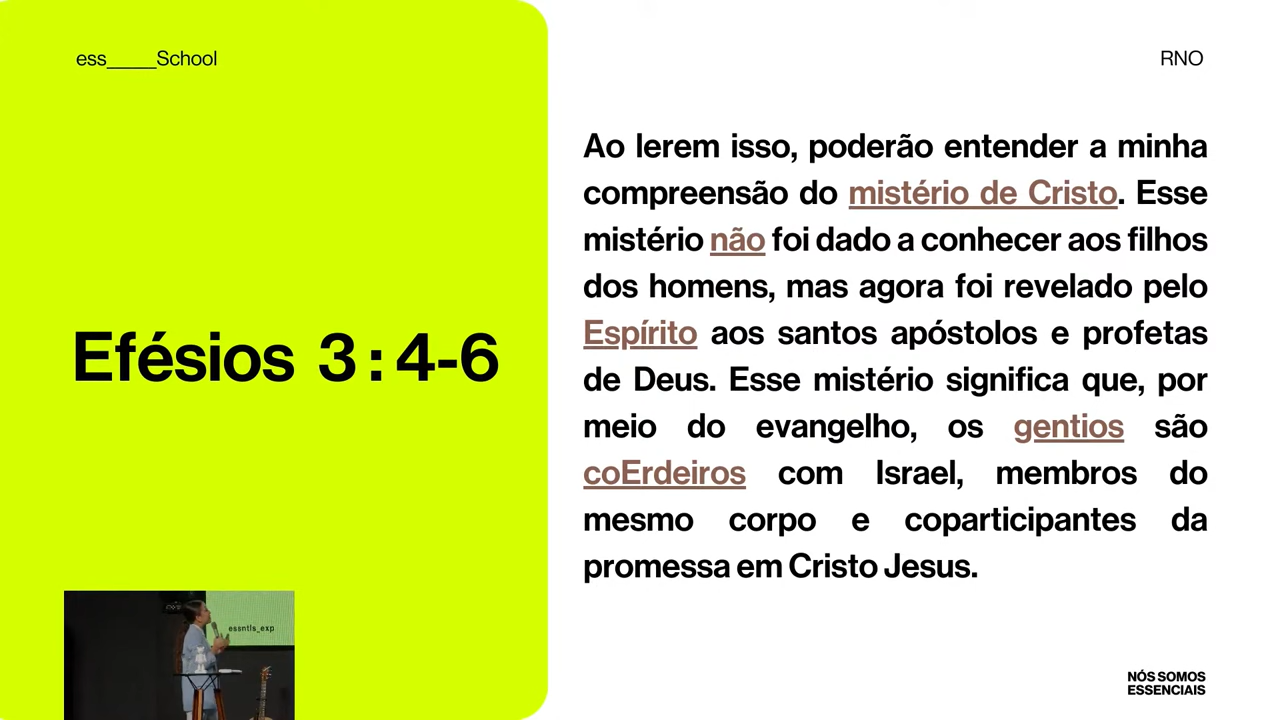 ess_____School
RNO
Ao lerem isso, poderão entender a minha
compreensão do mistério de Cristo. Esse
mistério não foi dado a conhecer aos filhos
dos homens, mas agora foi revelado pelo
Espírito aos santos apóstolos e profetas
de Deus. Esse mistério significa que, por
meio do evangelho, os gentios são
coErdeiros com Israel, membros do
mesmo corpo e coparticipantes da
promessa em Cristo Jesus.
Efésios 3:4-6
essntls_exp
NÓS SOMOS
ESSENCIAIS